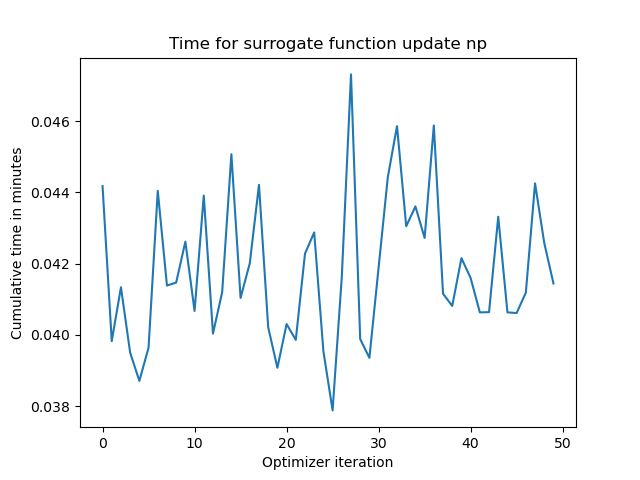 Time for surrogate function update np
Cumulative time in minutes
0.046
0.044
0.042
0.040
0.038
0 10 20 30 40 50
Optimizer iteration